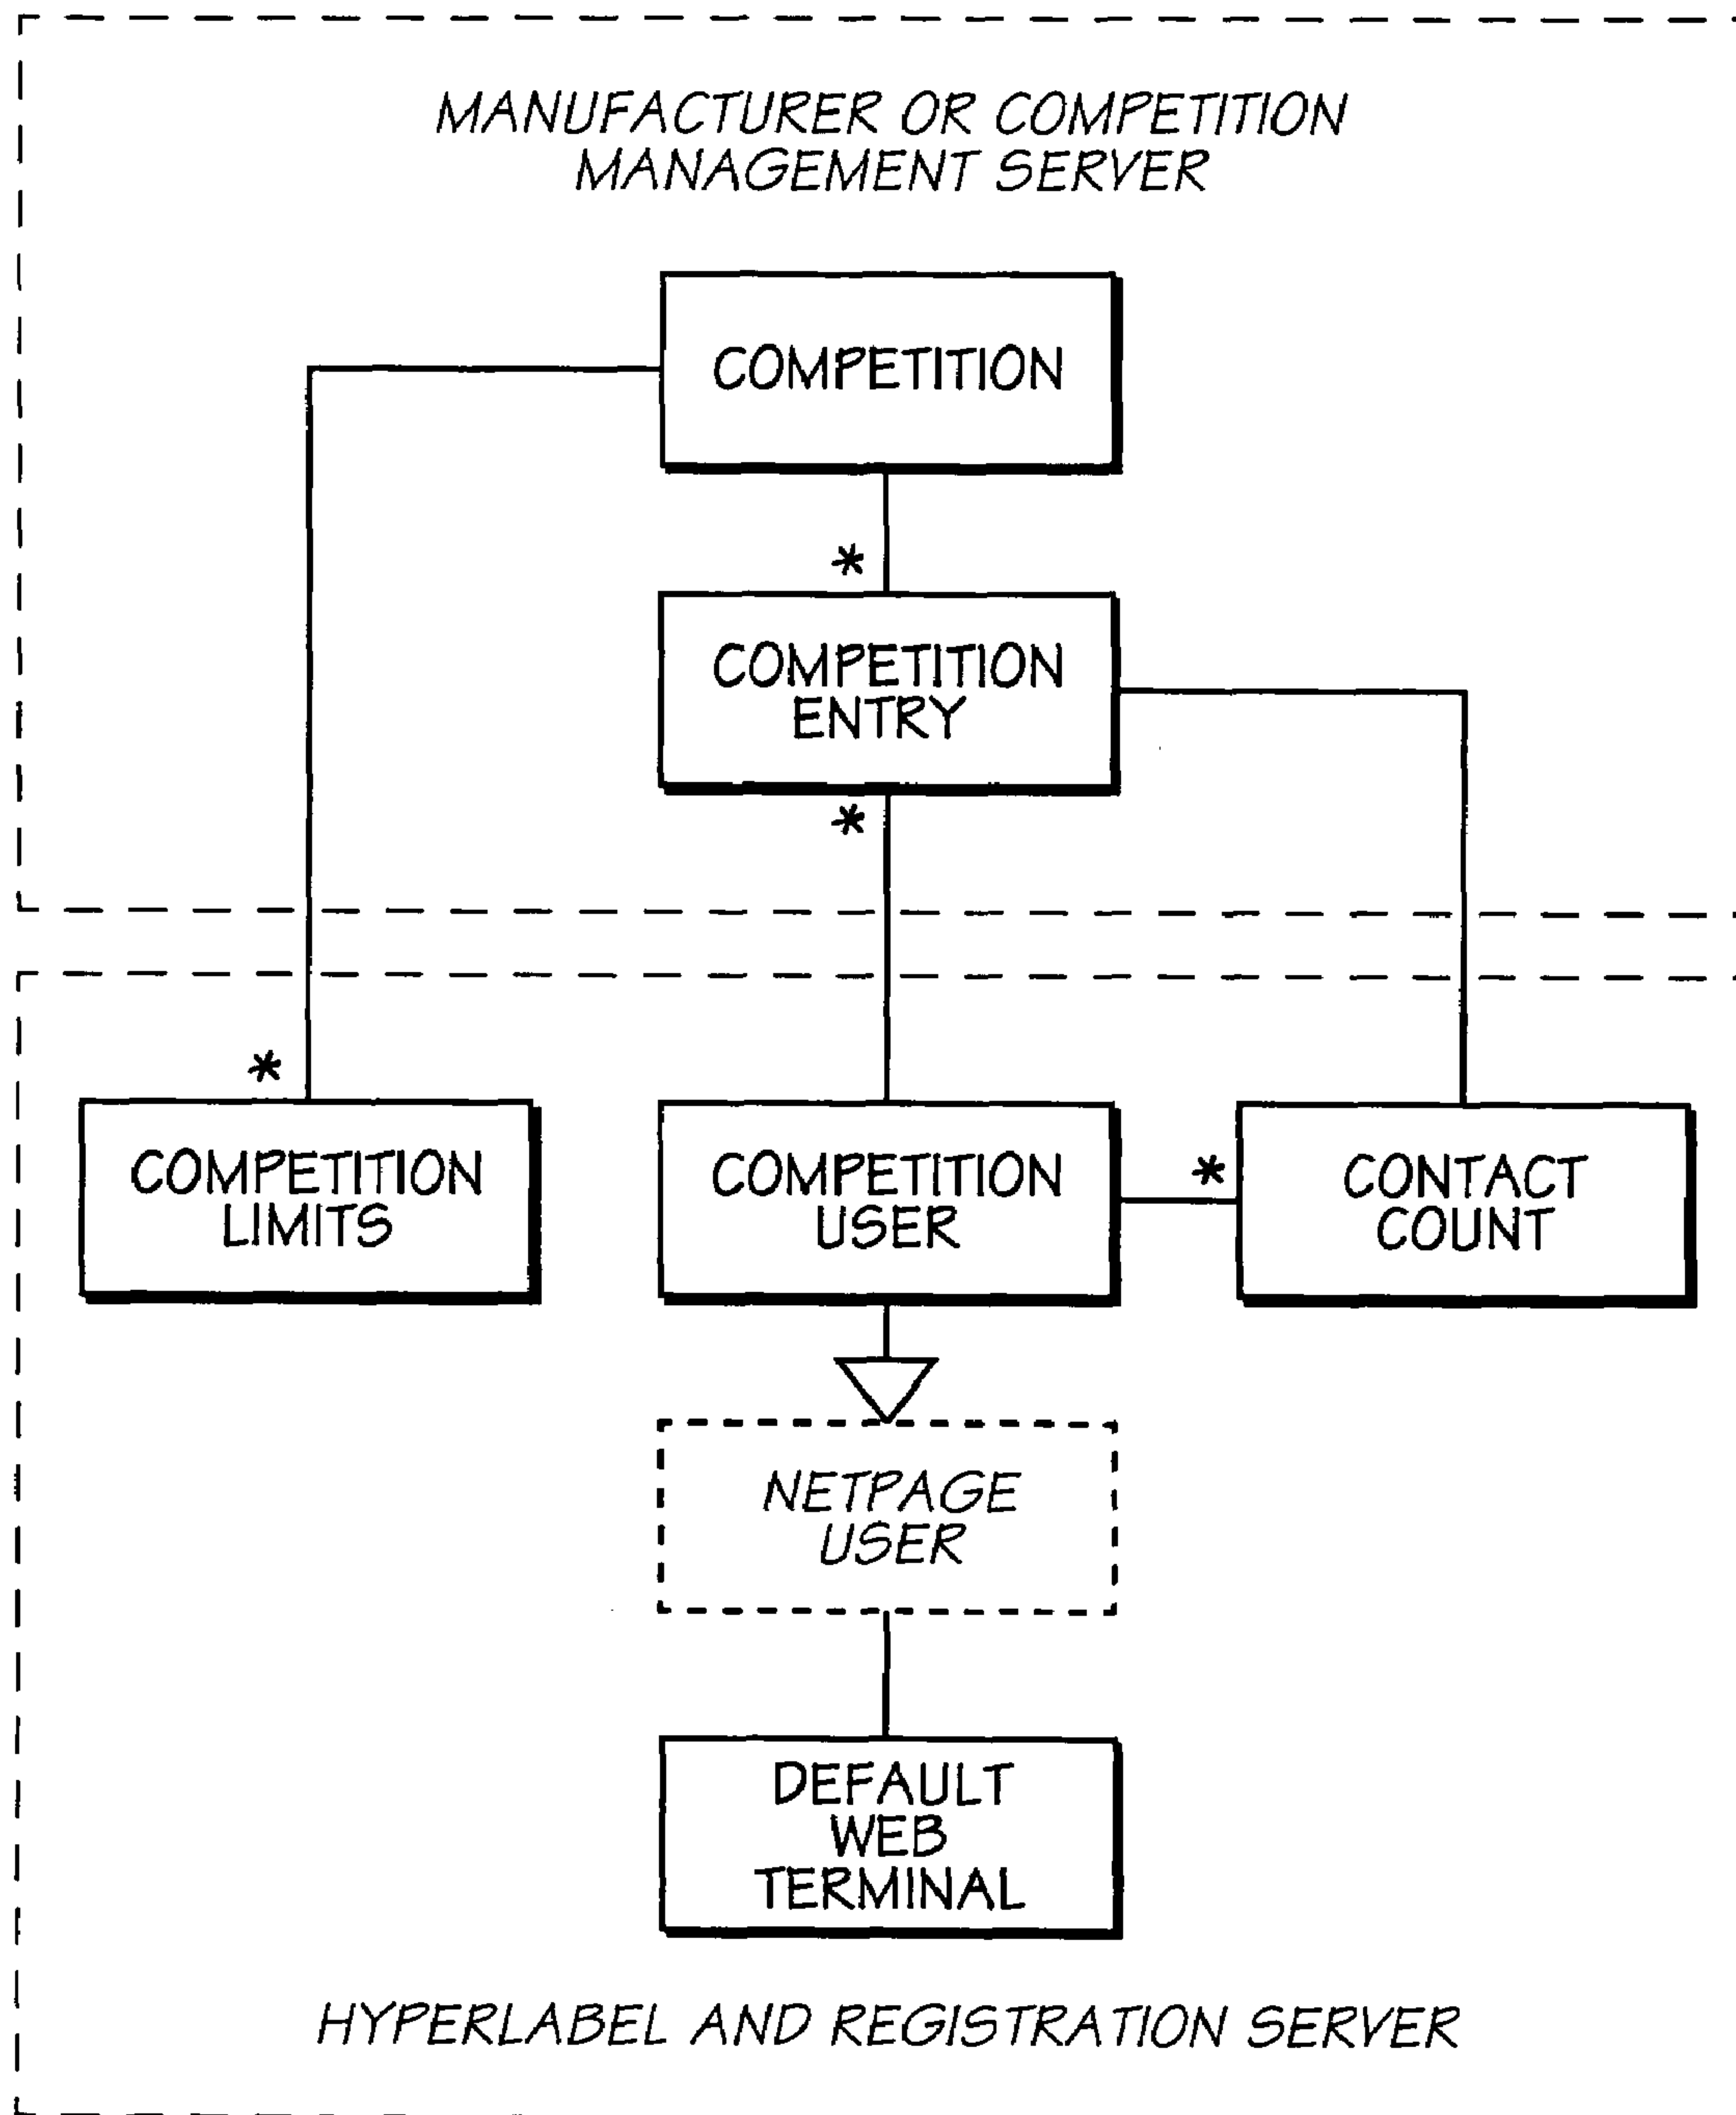 MANUFACTURER OR COMPETITION
MANAGEMENT SERVER
COMPETITION
*
COMPETITION
ENTRY
*
*
COMPETITION
LIMITS
COMPETITION
USER
*
CONTACT
COUNT
NETPAGE
USER
DEFAULT
WEB
TERMINAL
HYPERLABEL AND REGISTRATION SERVER